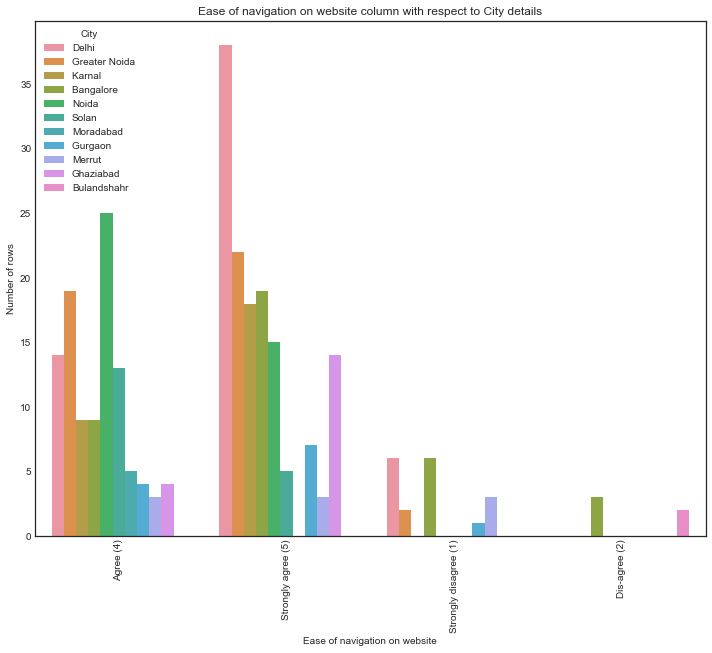 Ease of navigation on website column with respect to City details
City
Delhi
Greater Noida
Karnal
Bangalore
Noida
Solan
Moradabad
Gurgaon
Merrut
Ghaziabad
Bulandshahr
Number of rows
35
30
25
20
15
10
5
0
Agree (4)
Strongly agree (5)
Strongly disagree (1)
Dis-agree (2)
Ease of navigation on website